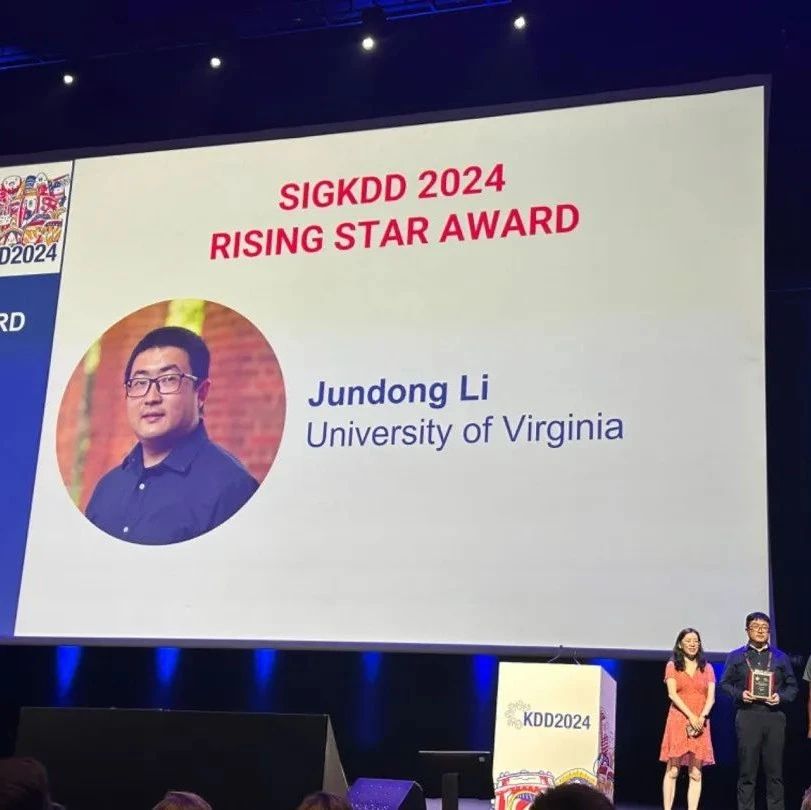 SIGKDD 2024
RISING STAR AWARD
D2024
RD
Jundong Li
University of Virginia
KDD2024